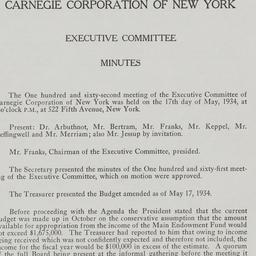 CARNEGIE CORPORATION OF NEW YORK
EXECUTIVE COMMITTEE
MINUTES
The One hundred and sixty-second meeting of the Executive Committee of
arnegie Corporation of New York was held on the 17th day of May, 1934, at
o'clock P.M., at 522 Fifth Avenue, New York.
Present: Dr. Arbuthnot, Mr. Bertram, Mr. Franks, Mr. Keppel, Mr.
effingwell and Mr. Merriam; also Mr. Jessup by invitation.
Mr. Franks, Chairman of the Executive Committee, presided.
The Secretary presented the minutes of the One hundred and sixty-first meet-
ng of the Executive Committee, which on motion were approved.
The Treasurer presented the Budget amended as of May 17, 1934.
Before proceeding with the Agenda the President stated that the current
udget was made up in October on the conservative assumption that the amount
vailable for appropriation from the income of the Main Endowment Fund would
ot exceed $1,675,000. The Treasurer had reported to him that owing to income
eing received which was not confidently expected and therefore not included, the
ncome for the fiscal year would be $100,000 in excess of the estimate. A quorum
f the full Board being present at the informal gathering before the meeting it